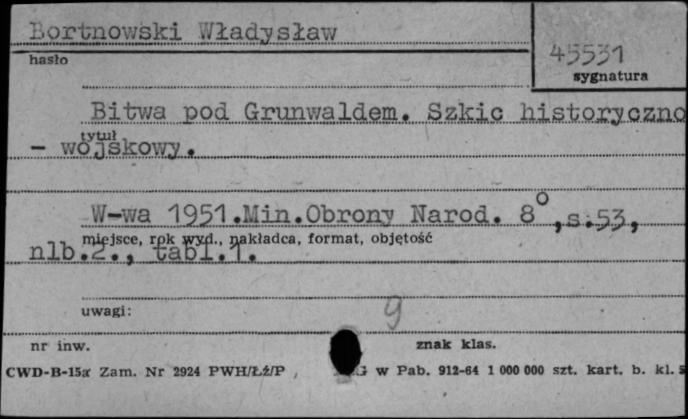 Bortnowski Władysław
hasło
45531
sygnatura
Bitwa pod Grunwaldem. Szkic historyczno
tytuł
- wojskowy.
W-wa 1951.Min.Obrony Narod. 8°,s.53,
miejsce, rok wyd., nakładca, format, objętość
nlb.2., tabl.1.
uwagi:
9
nr inw.
znak klas.
CWD-B-15a Zam. Nr 2924 PWH/ŁŹ/P G w Pab. 912-64 1 000 000 szt. kart. b. kl. 5